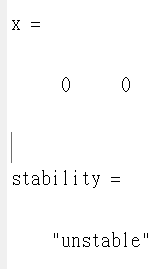 x =
0 0
stability =
"unstable"